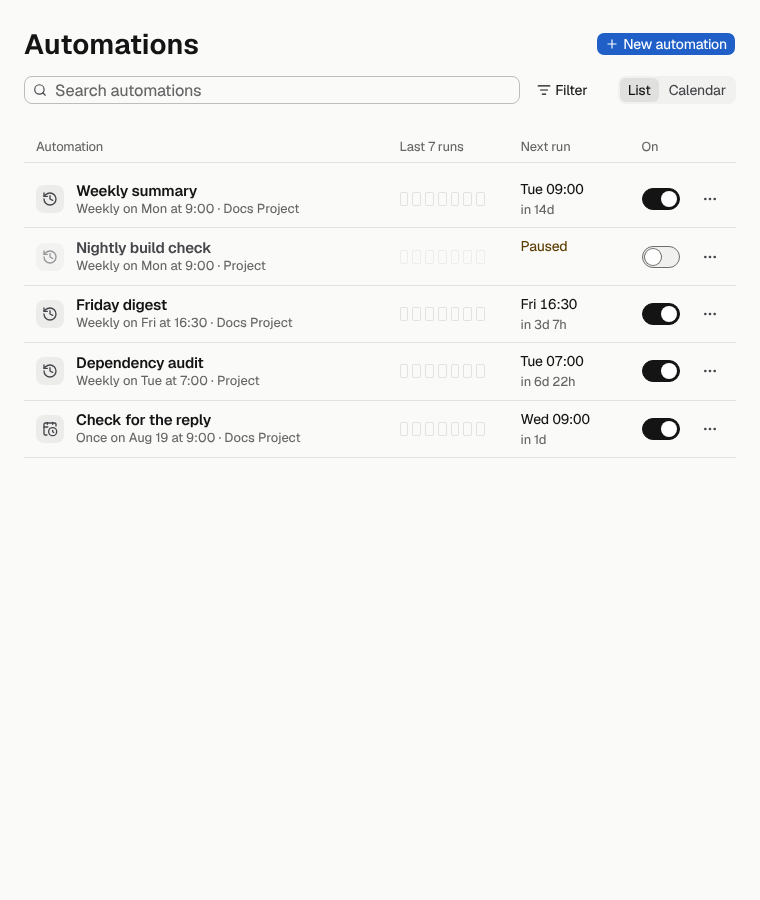 Automations
New automation
Search automations
Filter
List
Calendar
Automation
Last 7 runs
Next run
On
Weekly summary
Weekly on Mon at 9:00 · Docs Project
Tue 09:00
in 14d
Nightly build check
Weekly on Mon at 9:00 · Project
Paused
Friday digest
Weekly on Fri at 16:30 · Docs Project
Fri 16:30
in 3d 7h
Dependency audit
Weekly on Tue at 7:00 · Project
Tue 07:00
in 6d 22h
Check for the reply
Once on Aug 19 at 9:00 · Docs Project
Wed 09:00
in 1d